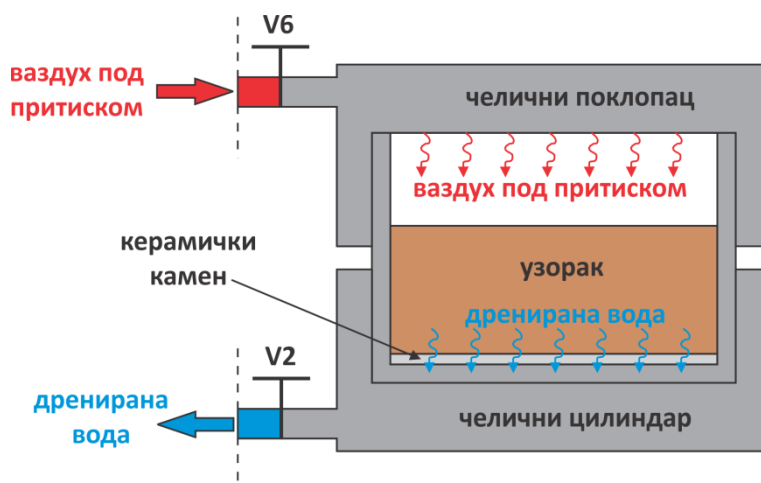 V6
ваздух под
притиском
челични поклопац
ваздух под притиском
керамички
камен
узорак
дренирана вода
V2
дренирана
вода
челични цилиндар